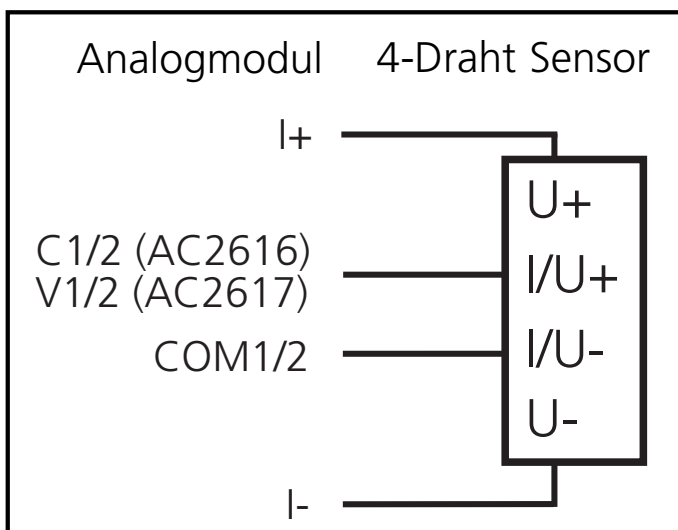 Analogmodul 4-Draht Sensor
I+
U+
C1/2 (AC2616)
V1/2 (AC2617)
I/U+
COM1/2
I/U-
U-
I-